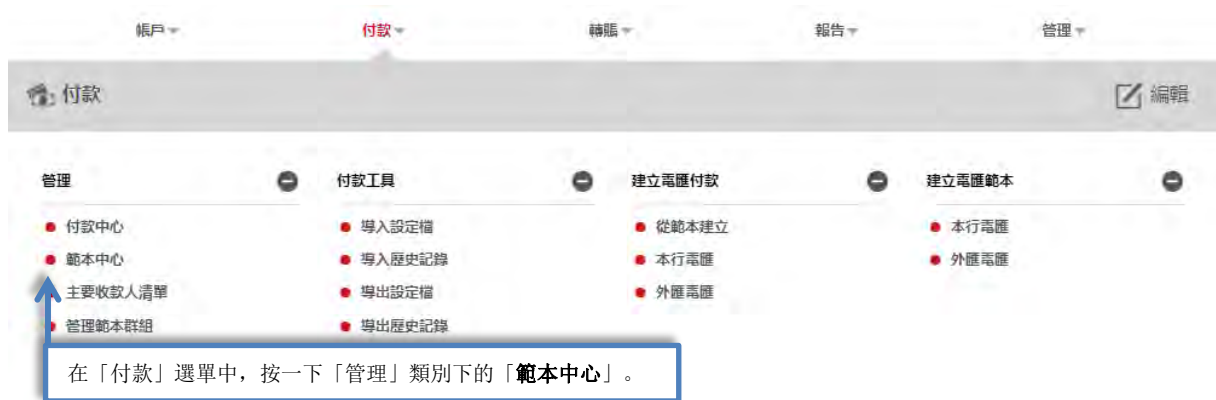 帳戶 付款 轉賬 報告 管理
付款 編輯
管理 付款工具 建立電匯付款 建立電匯範本
付款中心 導入設定檔 從範本建立 本行電匯
範本中心 導入歷史記錄 本行電匯 外匯電匯
主要收款人清單 導出設定檔 外匯電匯
管理範本群組 導出歷史記錄
在「付款」選單中，按一下「管理」類別下的「範本中心」。